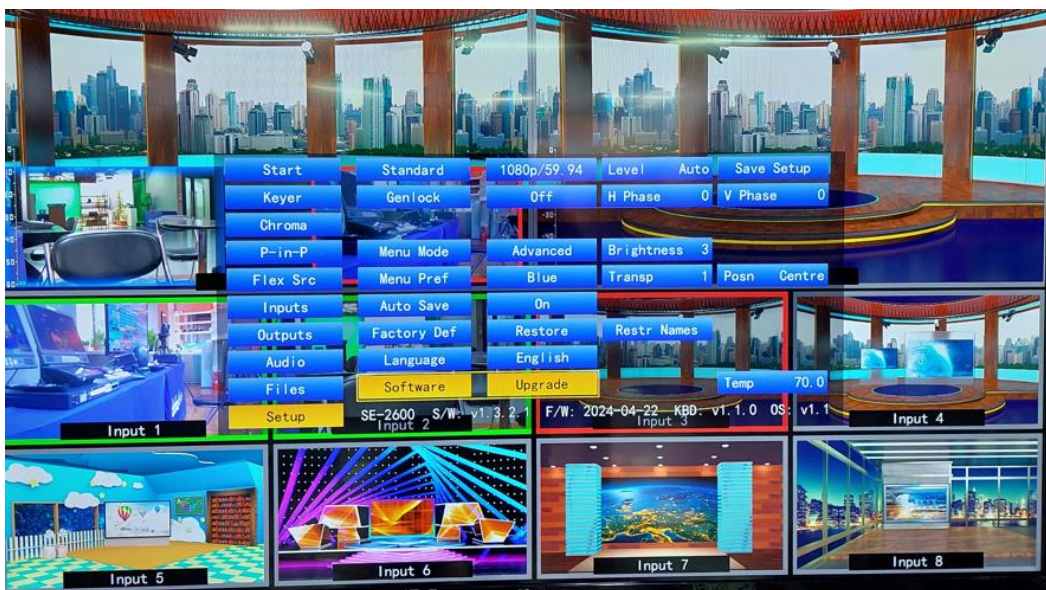 Start Standard 1080p/59.94 Level Auto Save Setup
Keyer Genlock Off H Phase 0 V Phase 0
Chroma
P-in-P Menu Mode Advanced Brightness 3
Flex Src Menu Pref Blue Transp 1 Posn Centre
Inputs Auto Save On
Outputs Factory Def Restore Restr Names
Audio Language English
Files Software Upgrade Temp 70.0
Setup SE-2600 S/W: v1.3.2.1 F/W: 2024-04-22 KBD: v1.1.0 OS: v1.1
Input 1 Input 2 Input 3 Input 4
Input 5 Input 6 Input 7 Input 8